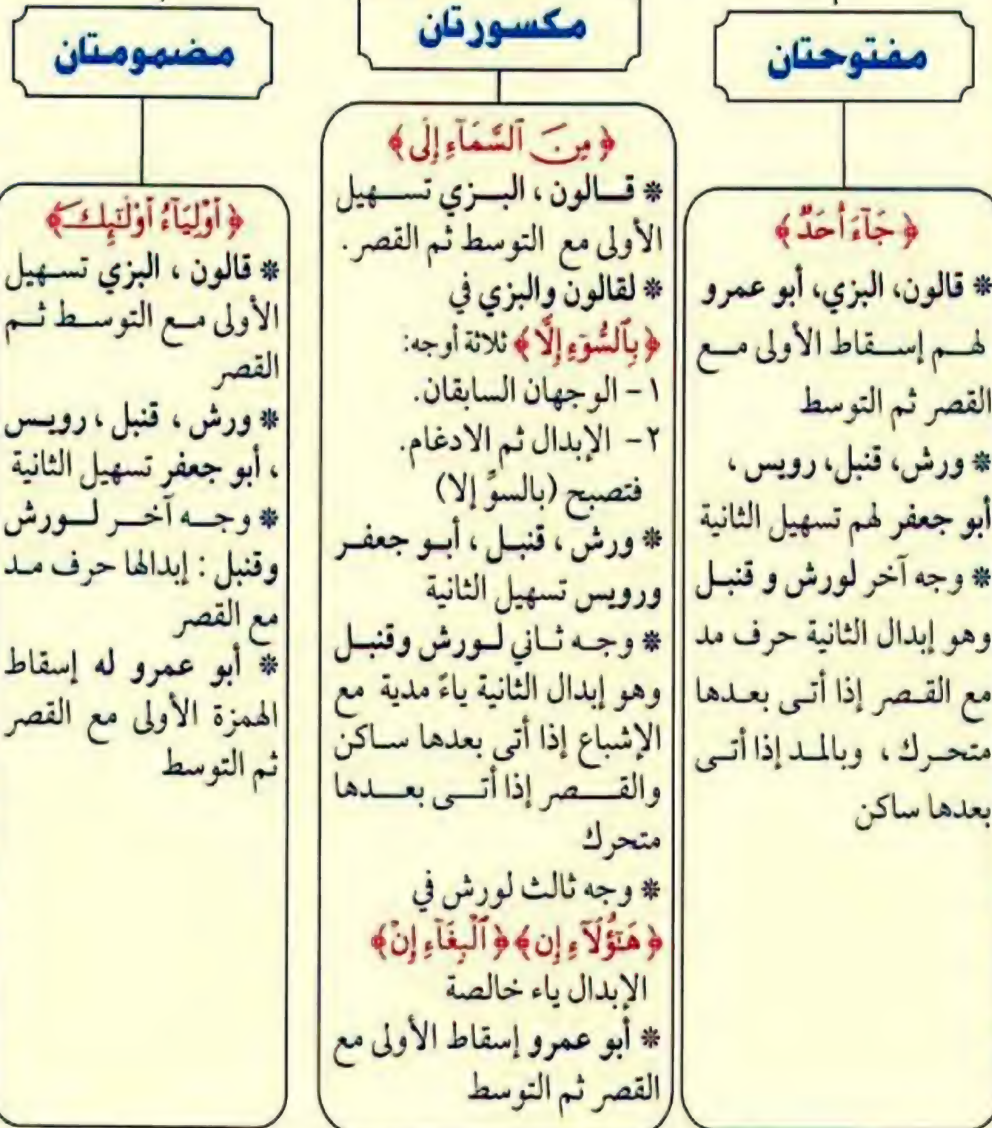 مفتوحتان
﴿ جَآءَ أَحَدٌ ﴾
* قالون، البزي، أبو عمرو
لهم إسقاط الأولى مع
القصر ثم التوسط
* ورش، قنبل، رويس ،
أبو جعفر لهم تسهيل الثانية
* وجه آخر لورش و قنبل
وهو إبدال الثانية حرف مد
مع القصر إذا أتى بعدها
متحرك ، وبالمد إذا أتى
بعدها ساكن
مكسورتان
﴿ مِنَ ٱلسَّمَآءِ إِلَى ﴾
* قالون ، البزي تسهيل
الأولى مع التوسط ثم القصر.
* لقالون والبزي في
﴿ بِٱلسُّوٓءِ إِلَّا ﴾ ثلاثة أوجه:
١ – الوجهان السابقان.
٢ – الإبدال ثم الادغام.
فتصبح (بالسوِّ إلا)
* ورش ، قنبل ، أبو جعفر
ورويس تسهيل الثانية
* وجه ثاني لورش وقنبل
وهو إبدال الثانية ياءً مدية مع
الإشباع إذا أتى بعدها ساكن
والقصر إذا أتى بعدها
متحرك
* وجه ثالث لورش في
﴿ هَٰٓؤُلَآءِ إِن ﴾ ﴿ ٱلْبِغَآءِ إِنْ ﴾
الإبدال ياء خالصة
* أبو عمرو إسقاط الأولى مع
القصر ثم التوسط
مضمومتان
﴿ أَوْلِيَآءُ أُوْلَٰٓئِكَ ﴾
* قالون ، البزي تسهيل
الأولى مع التوسط ثم
القصر
* ورش ، قنبل ، رويس
، أبو جعفر تسهيل الثانية
* وجه آخر لورش
وقنبل : إبدالها حرف مد
مع القصر
* أبو عمرو له إسقاط
الهمزة الأولى مع القصر
ثم التوسط